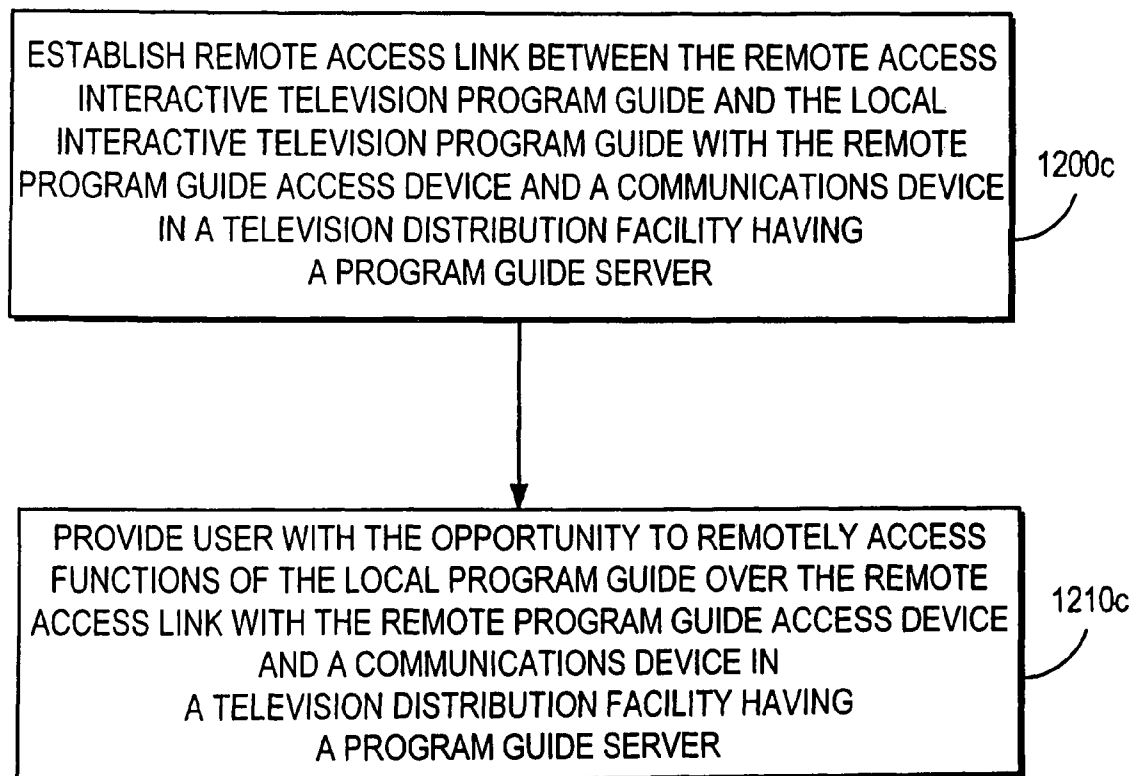 ESTABLISH REMOTE ACCESS LINK BETWEEN THE REMOTE ACCESS
INTERACTIVE TELEVISION PROGRAM GUIDE AND THE LOCAL
INTERACTIVE TELEVISION PROGRAM GUIDE WITH THE REMOTE
PROGRAM GUIDE ACCESS DEVICE AND A COMMUNICATIONS DEVICE
IN A TELEVISION DISTRIBUTION FACILITY HAVING
A PROGRAM GUIDE SERVER
1200c
PROVIDE USER WITH THE OPPORTUNITY TO REMOTELY ACCESS
FUNCTIONS OF THE LOCAL PROGRAM GUIDE OVER THE REMOTE
ACCESS LINK WITH THE REMOTE PROGRAM GUIDE ACCESS DEVICE
AND A COMMUNICATIONS DEVICE IN
A TELEVISION DISTRIBUTION FACILITY HAVING
A PROGRAM GUIDE SERVER
1210c